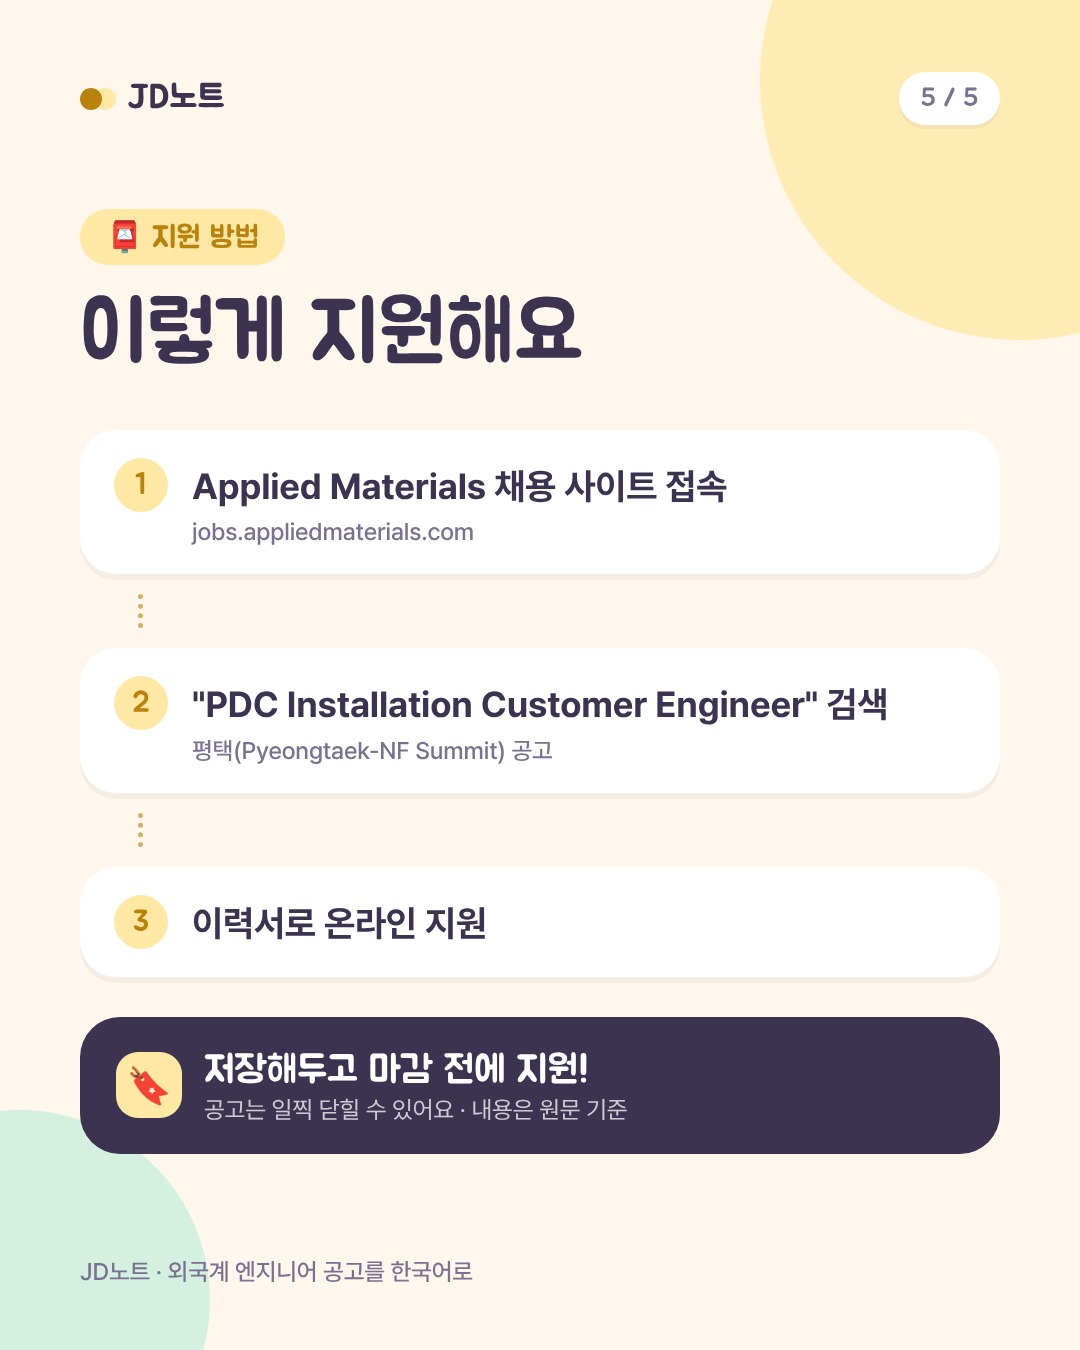 JD노트
5 / 5
지원 방법
이렇게 지원해요
1
Applied Materials 채용 사이트 접속
jobs.appliedmaterials.com
2
"PDC Installation Customer Engineer" 검색
평택(Pyeongtaek-NF Summit) 공고
3
이력서로 온라인 지원
저장해두고 마감 전에 지원!
공고는 일찍 닫힐 수 있어요 · 내용은 원문 기준
JD노트 · 외국계 엔지니어 공고를 한국어로